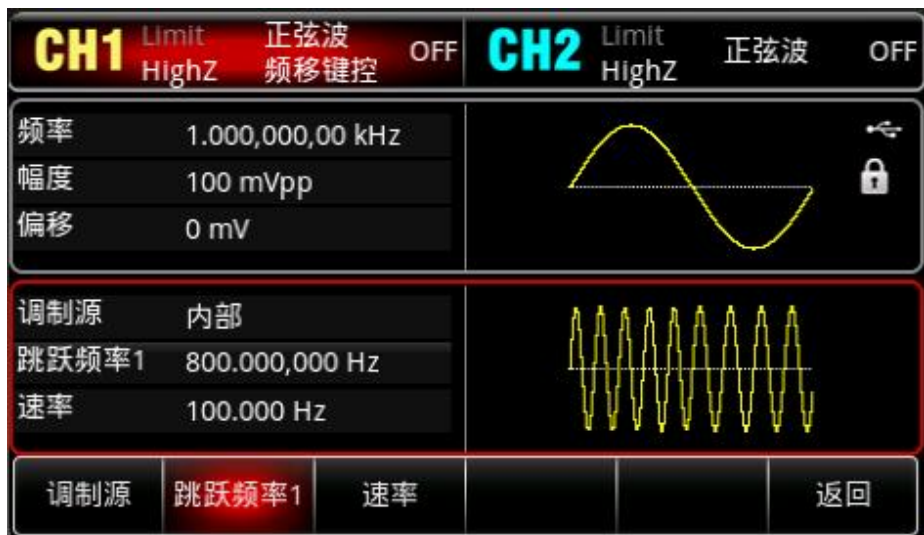 CH1 Limit 正弦波 OFF CH2 Limit 正弦波 OFF
HighZ 频移键控 HighZ
频率 1.000,000,00 kHz
幅度 100 mVpp
偏移 0 mV
调制源 内部
跳跃频率1 800.000,000 Hz
速率 100.000 Hz
调制源 跳跃频率1 速率 返回